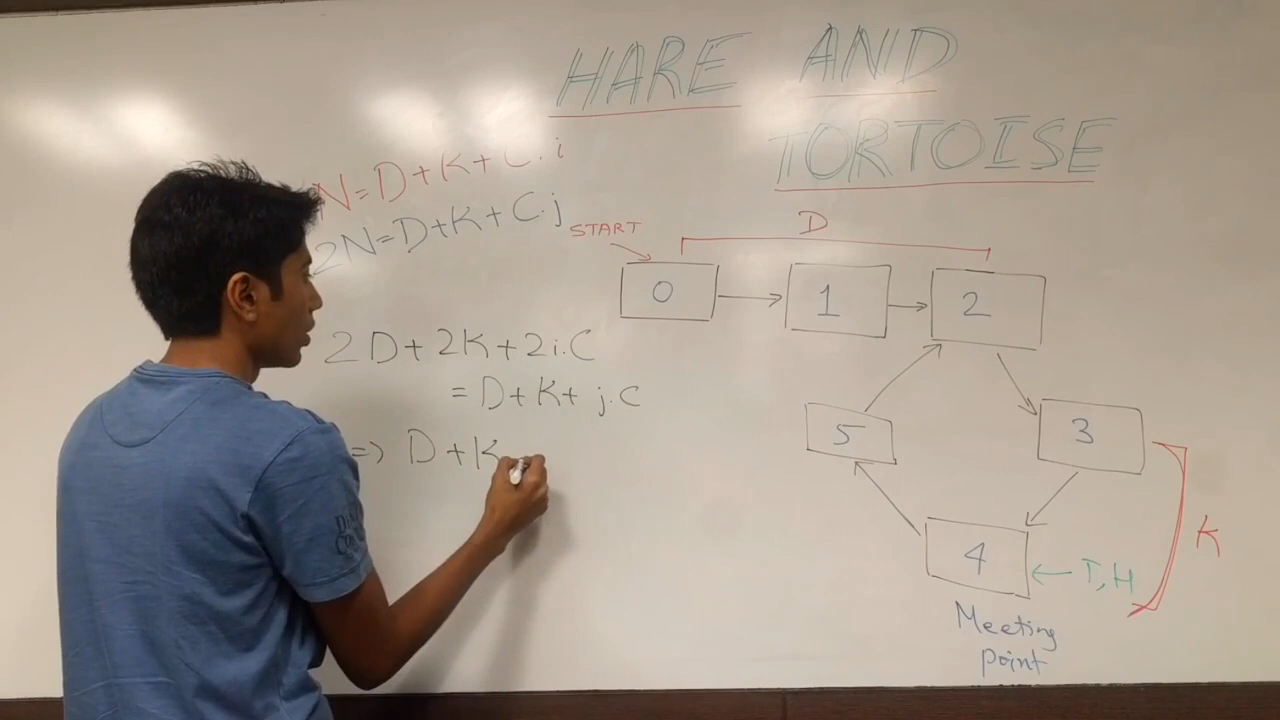 HARE AND
TORTOISE
N=D+K+C.i
2N=D+K+C.j
2D+2K+2i.C
=D+K+j.C
=> D+K
START
D
0
1
2
3
4
5
K
T,H
Meeting
point